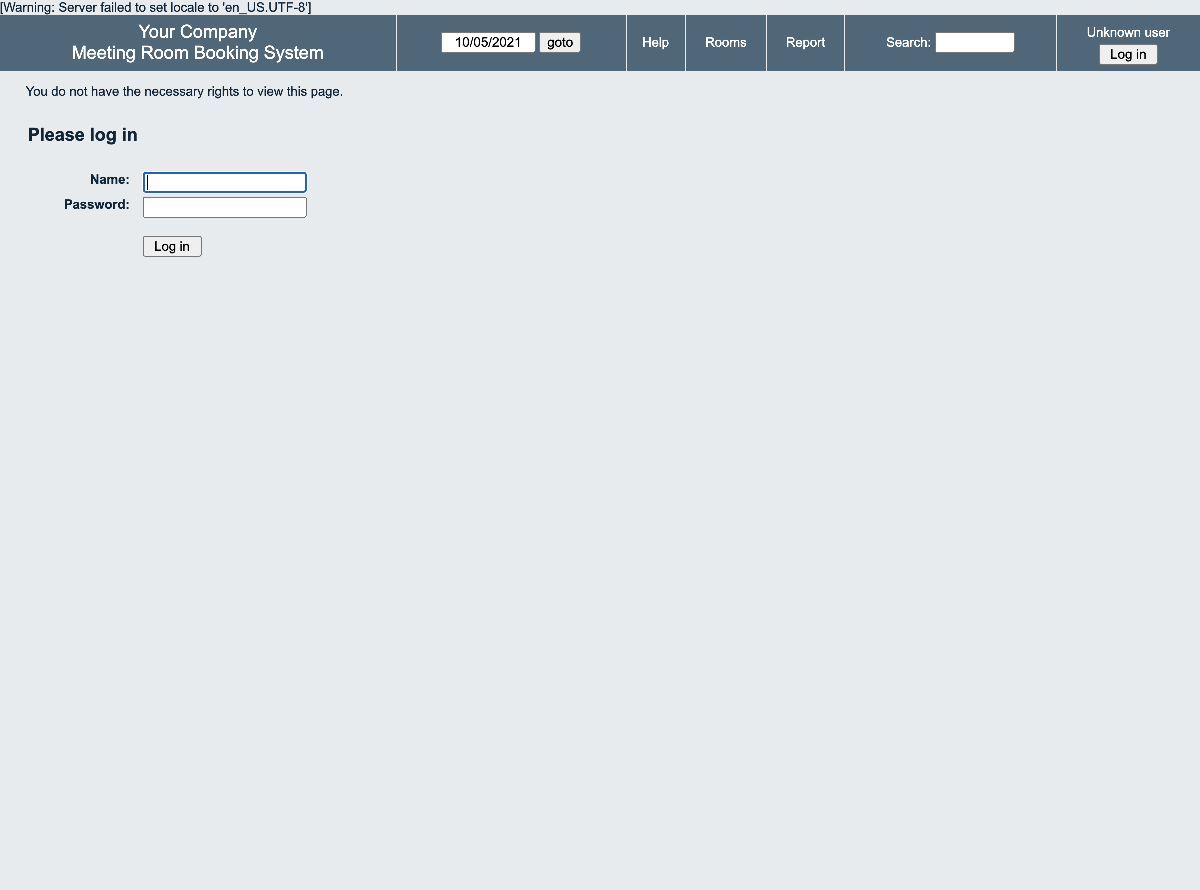 [Warning: Server failed to set locale to 'en_US.UTF-8']
Your Company
Meeting Room Booking System
10/05/2021 goto
Help
Rooms
Report
Search:
Unknown user
Log in
You do not have the necessary rights to view this page.
Please log in
Name:
Password:
Log in